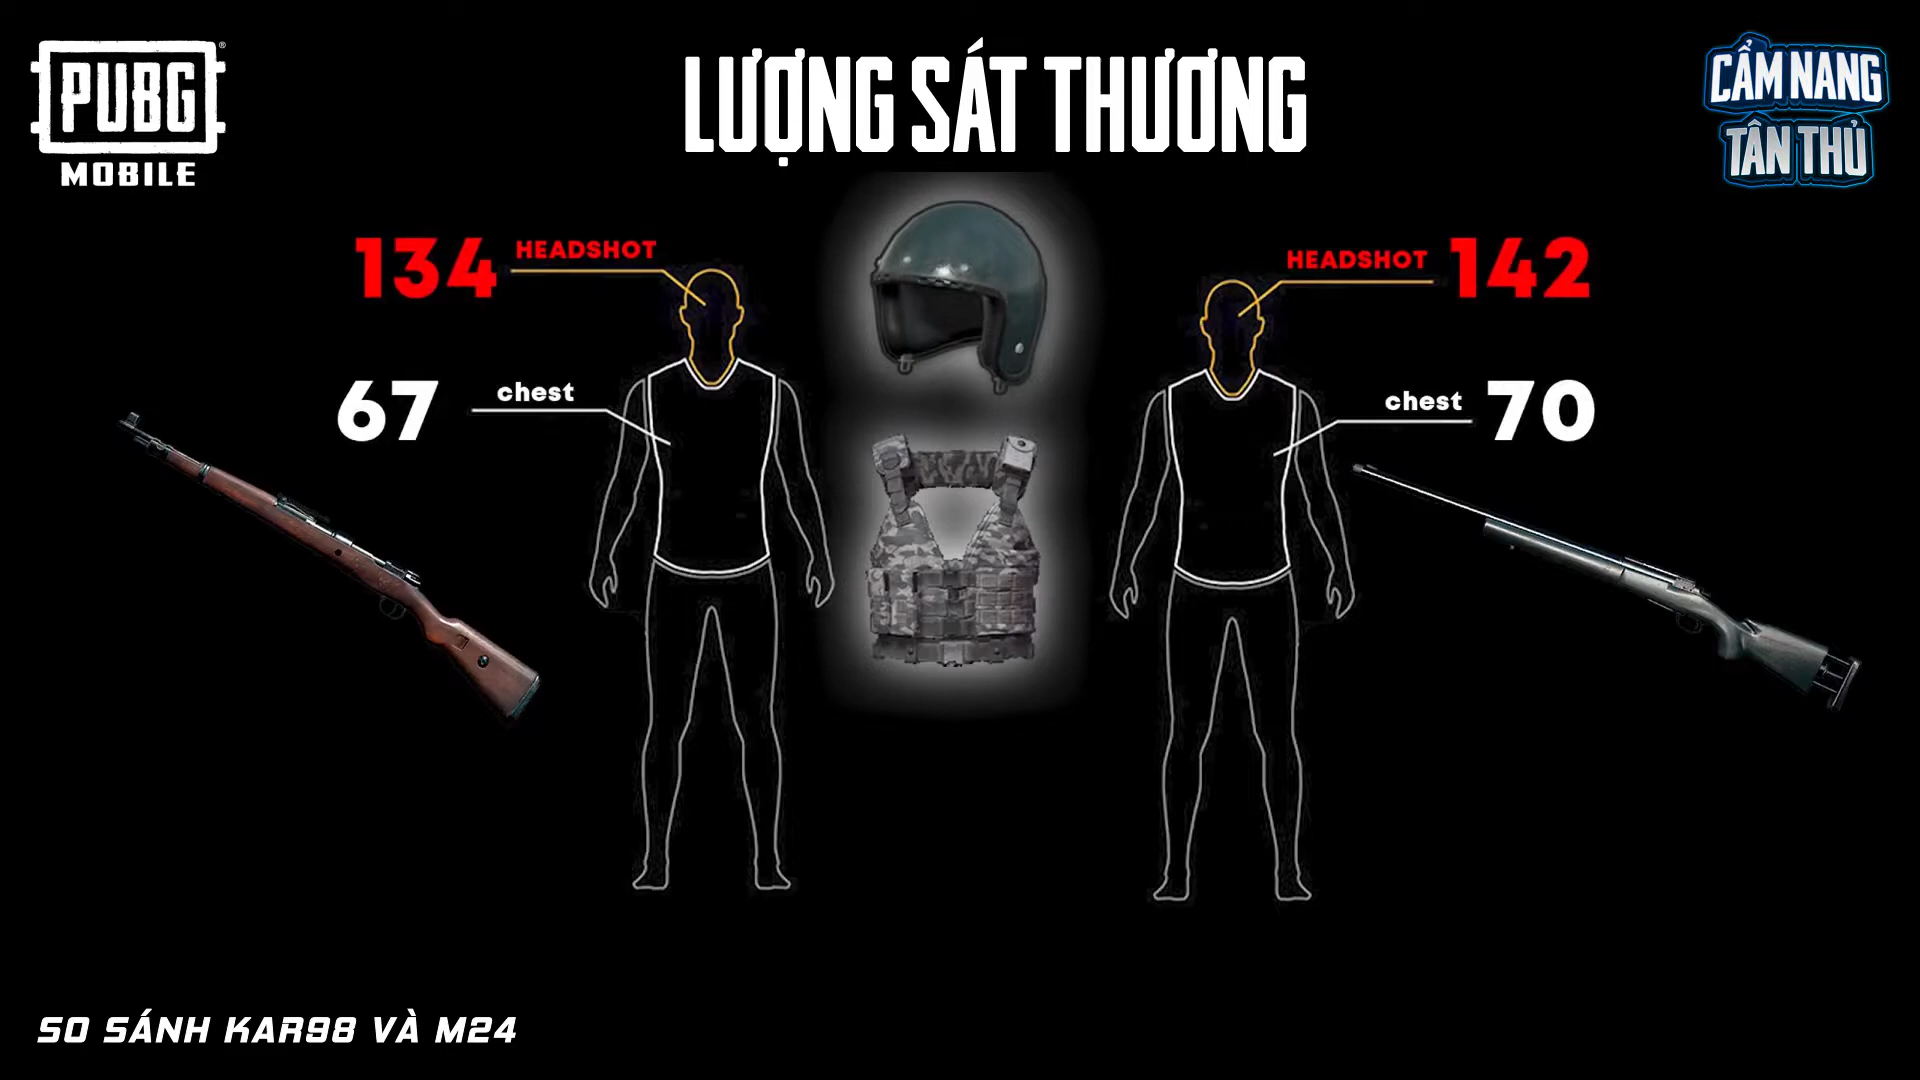 PUBG
MOBILE
LƯỢNG SÁT THƯƠNG
CẨM NANG
TÂN THỦ
134 HEADSHOT
HEADSHOT 142
67 chest
chest 70
SO SÁNH KAR98 VÀ M24